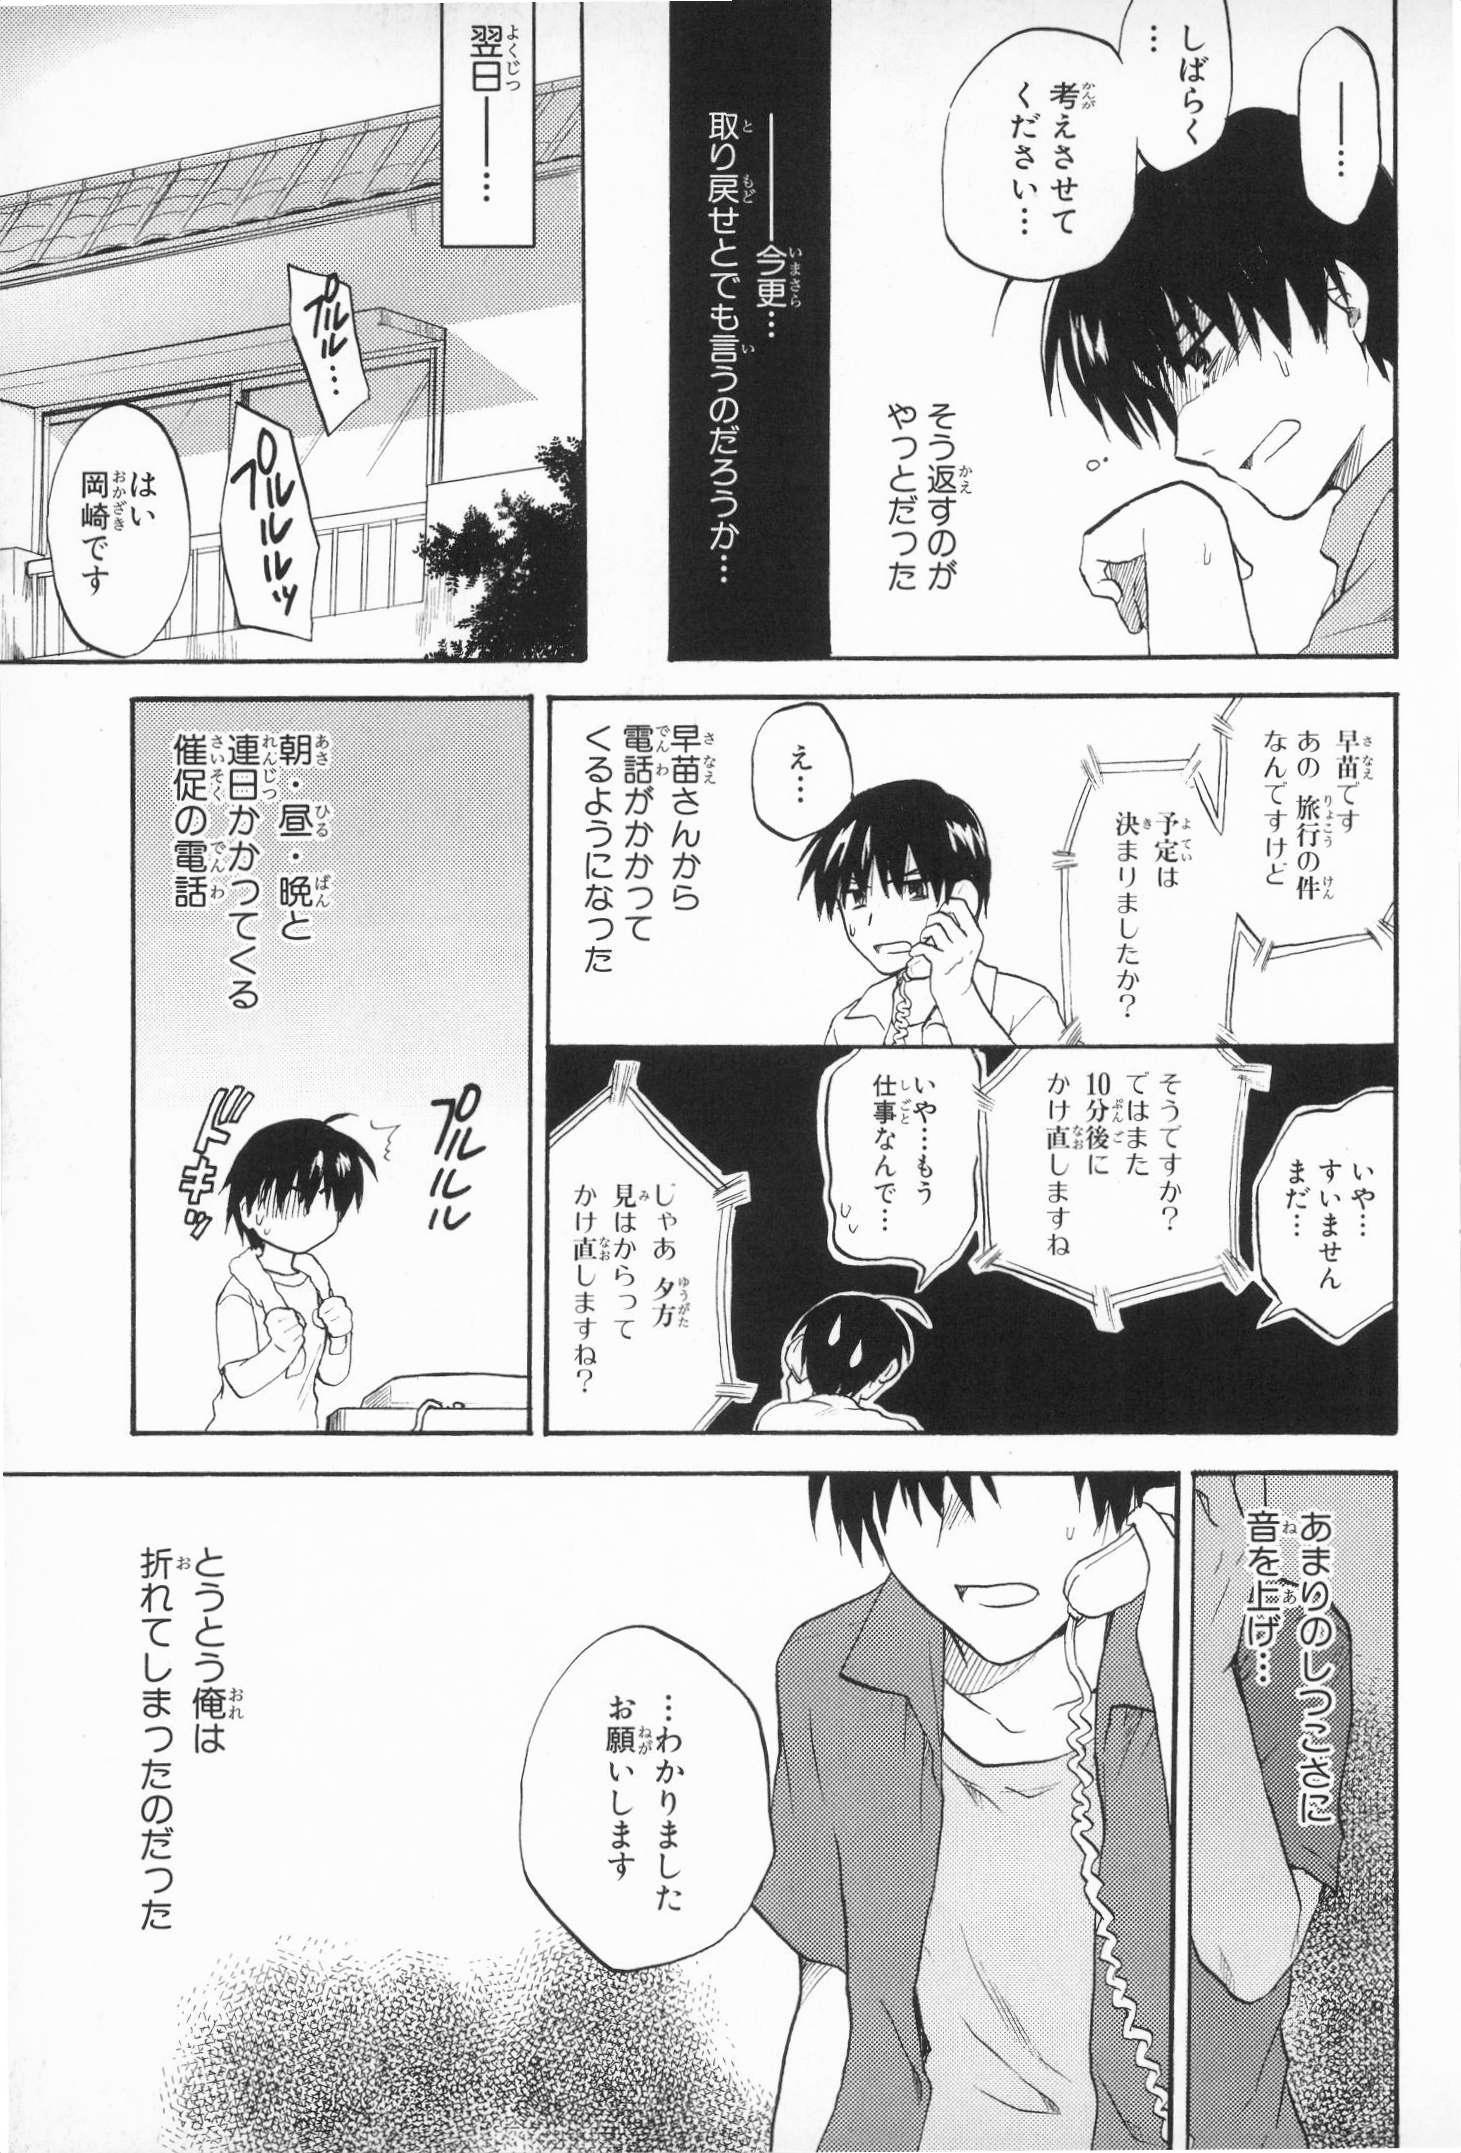 ――…
しばらく
…
考えさせて
ください…
そう返すのが
やっとだった
――今更…
取り戻せとでも言うのだろうか…
翌日――…
プルル…
プルルルッ
はい
岡崎です
早苗です
あの 旅行の件
なんですけど
予定は
決まりましたか？
え…
早苗さんから
電話がかかって
くるようになった
いや…
すいません
まだ…
そうですか？
ではまた
10分後に
かけ直しますね
いや…もう
仕事なんで…
じゃあ 夕方
見はからって
かけ直しますね？
朝・昼・晩と
連日かかってくる
催促の電話
プルルル
ドキッ
あまりのしつこさに
音を上げ…
…わかりました
お願いします
とうとう俺は
折れてしまったのだった